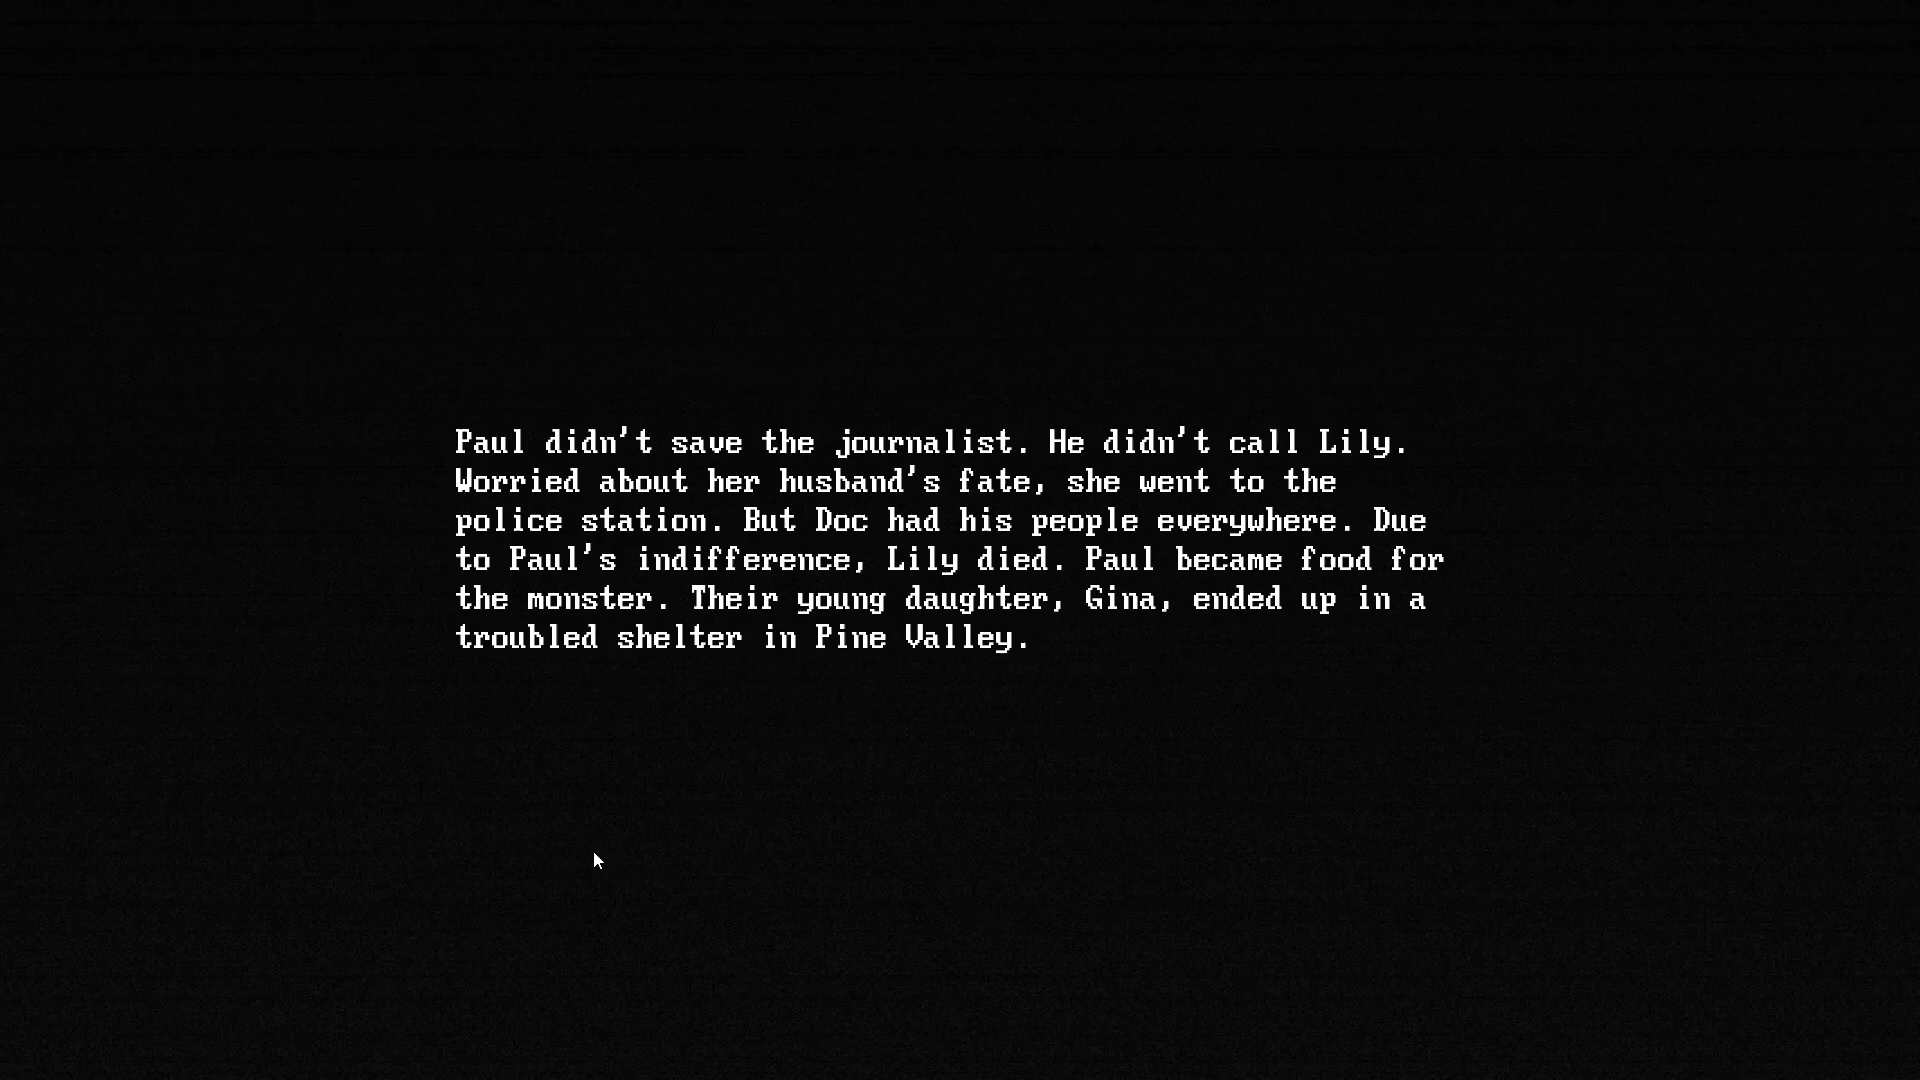 Paul didn't save the journalist. He didn't call Lily.
Worried about her husband's fate, she went to the
police station. But Doc had his people everywhere. Due
to Paul's indifference, Lily died. Paul became food for
the monster. Their young daughter, Gina, ended up in a
troubled shelter in Pine Valley.